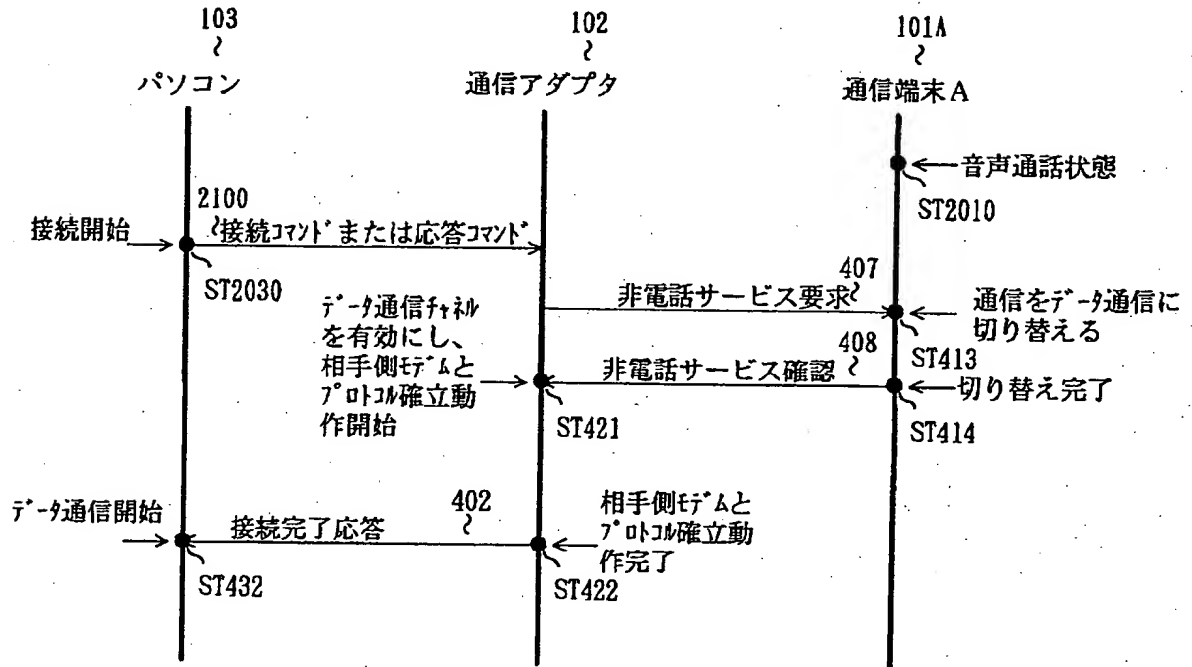 103
102
101A
パソコン
通信アダプタ
通信端末A
音声通話状態
ST2010
2100
接続開始
接続コマンドまたは応答コマンド
ST2030
407
非電話サービス要求
通信をデータ通信に
切り替える
ST413
データ通信チャネル
を有効にし、
相手側モデムと
プロトコル確立動
作開始
408
非電話サービス確認
切り替え完了
ST421
ST414
データ通信開始
接続完了応答
402
相手側モデムと
プロトコル確立動
作完了
ST432
ST422